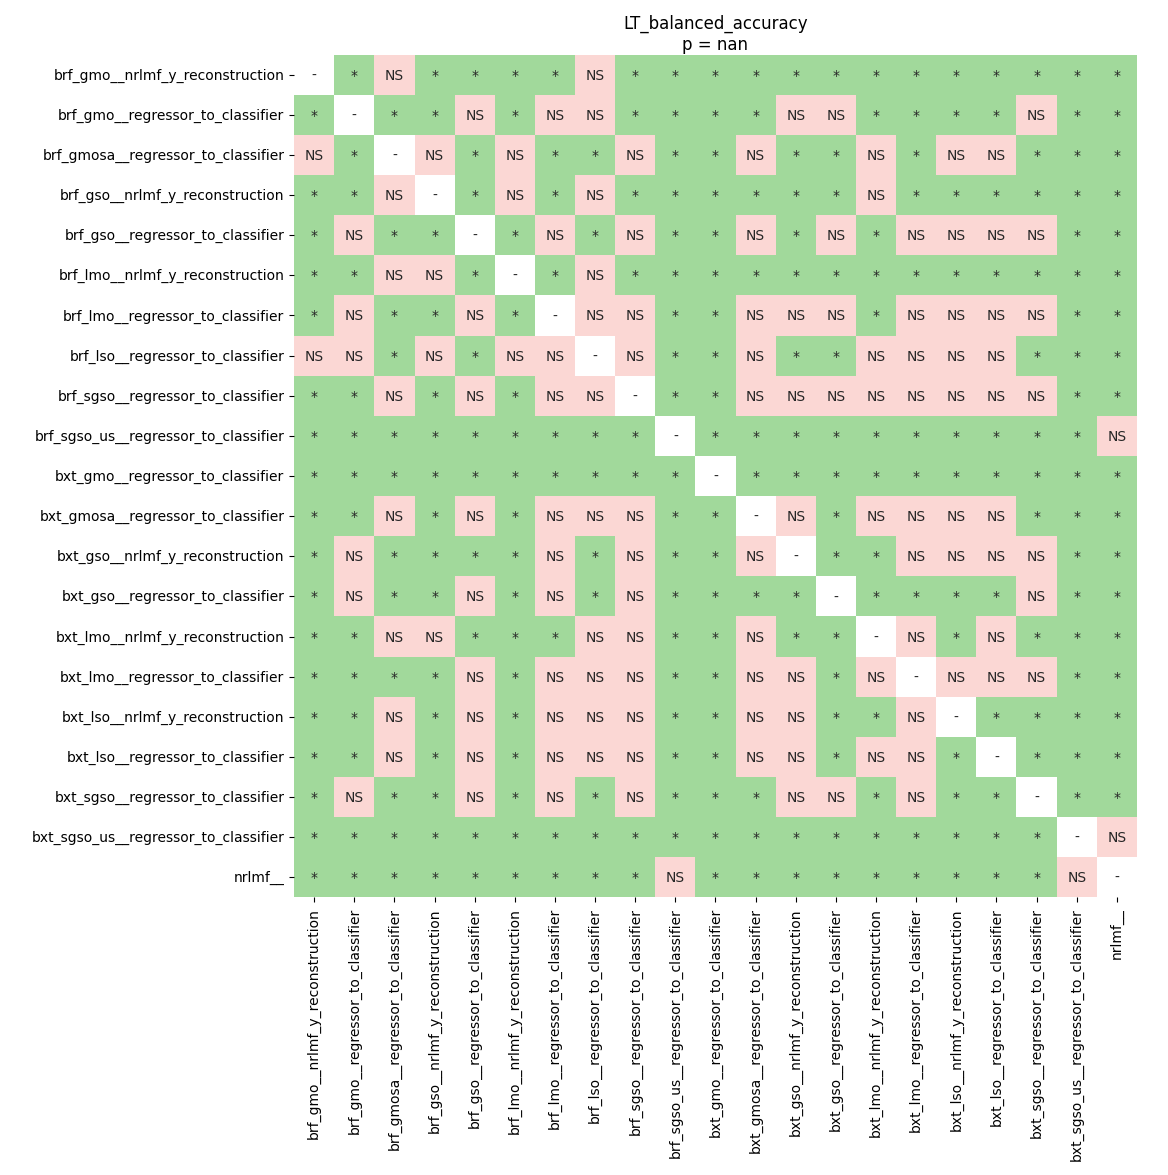 LT_balanced_accuracy
p = nan
brf_gmo__nrlmf_y_reconstruction - * NS * * * * NS * * * * * * * * * * * * *
brf_gmo__regressor_to_classifier * - * * NS * NS NS * * * * NS NS * * * * NS * *
brf_gmosa__regressor_to_classifier NS * - NS * NS * * NS * * NS * * NS * NS NS * * *
brf_gso__nrlmf_y_reconstruction * * NS - * NS * NS * * * * * * NS * * * * * *
brf_gso__regressor_to_classifier * NS * * - * NS * NS * * NS * NS * NS NS NS NS * *
brf_lmo__nrlmf_y_reconstruction * * NS NS * - * NS * * * * * * * * * * * * *
brf_lmo__regressor_to_classifier * NS * * NS * - NS NS * * NS NS NS * NS NS NS NS * *
brf_lso__regressor_to_classifier NS NS * NS * NS NS - NS * * NS * * NS NS NS NS * * *
brf_sgso__regressor_to_classifier * * NS * NS * NS NS - * * NS NS NS NS NS NS NS NS * *
brf_sgso_us__regressor_to_classifier * * * * * * * * * - * * * * * * * * * * NS
bxt_gmo__regressor_to_classifier * * * * * * * * * * - * * * * * * * * * *
bxt_gmosa__regressor_to_classifier * * NS * NS * NS NS NS * * - NS * NS NS NS NS * * *
bxt_gso__nrlmf_y_reconstruction * NS * * * * NS * NS * * NS - * * NS NS NS NS * *
bxt_gso__regressor_to_classifier * NS * * NS * NS * NS * * * * - * * * * NS * *
bxt_lmo__nrlmf_y_reconstruction * * NS NS * * * NS NS * * NS * * - NS * NS * * *
bxt_lmo__regressor_to_classifier * * * * NS * NS NS NS * * NS NS * NS - NS NS NS * *
bxt_lso__nrlmf_y_reconstruction * * NS * NS * NS NS NS * * NS NS * * NS - * * * *
bxt_lso__regressor_to_classifier * * NS * NS * NS NS NS * * NS NS * NS NS * - * * *
bxt_sgso__regressor_to_classifier * NS * * NS * NS * NS * * * NS NS * NS * * - * *
bxt_sgso_us__regressor_to_classifier * * * * * * * * * * * * * * * * * * * - NS
nrlmf__ * * * * * * * * * NS * * * * * * * * * NS -
brf_gmo__nrlmf_y_reconstruction
brf_gmo__regressor_to_classifier
brf_gmosa__regressor_to_classifier
brf_gso__nrlmf_y_reconstruction
brf_gso__regressor_to_classifier
brf_lmo__nrlmf_y_reconstruction
brf_lmo__regressor_to_classifier
brf_lso__regressor_to_classifier
brf_sgso__regressor_to_classifier
brf_sgso_us__regressor_to_classifier
bxt_gmo__regressor_to_classifier
bxt_gmosa__regressor_to_classifier
bxt_gso__nrlmf_y_reconstruction
bxt_gso__regressor_to_classifier
bxt_lmo__nrlmf_y_reconstruction
bxt_lmo__regressor_to_classifier
bxt_lso__nrlmf_y_reconstruction
bxt_lso__regressor_to_classifier
bxt_sgso__regressor_to_classifier
bxt_sgso_us__regressor_to_classifier
nrlmf__